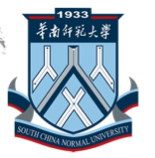 1933
华南师范大学
SOUTH CHINA NORMAL UNIVERSITY